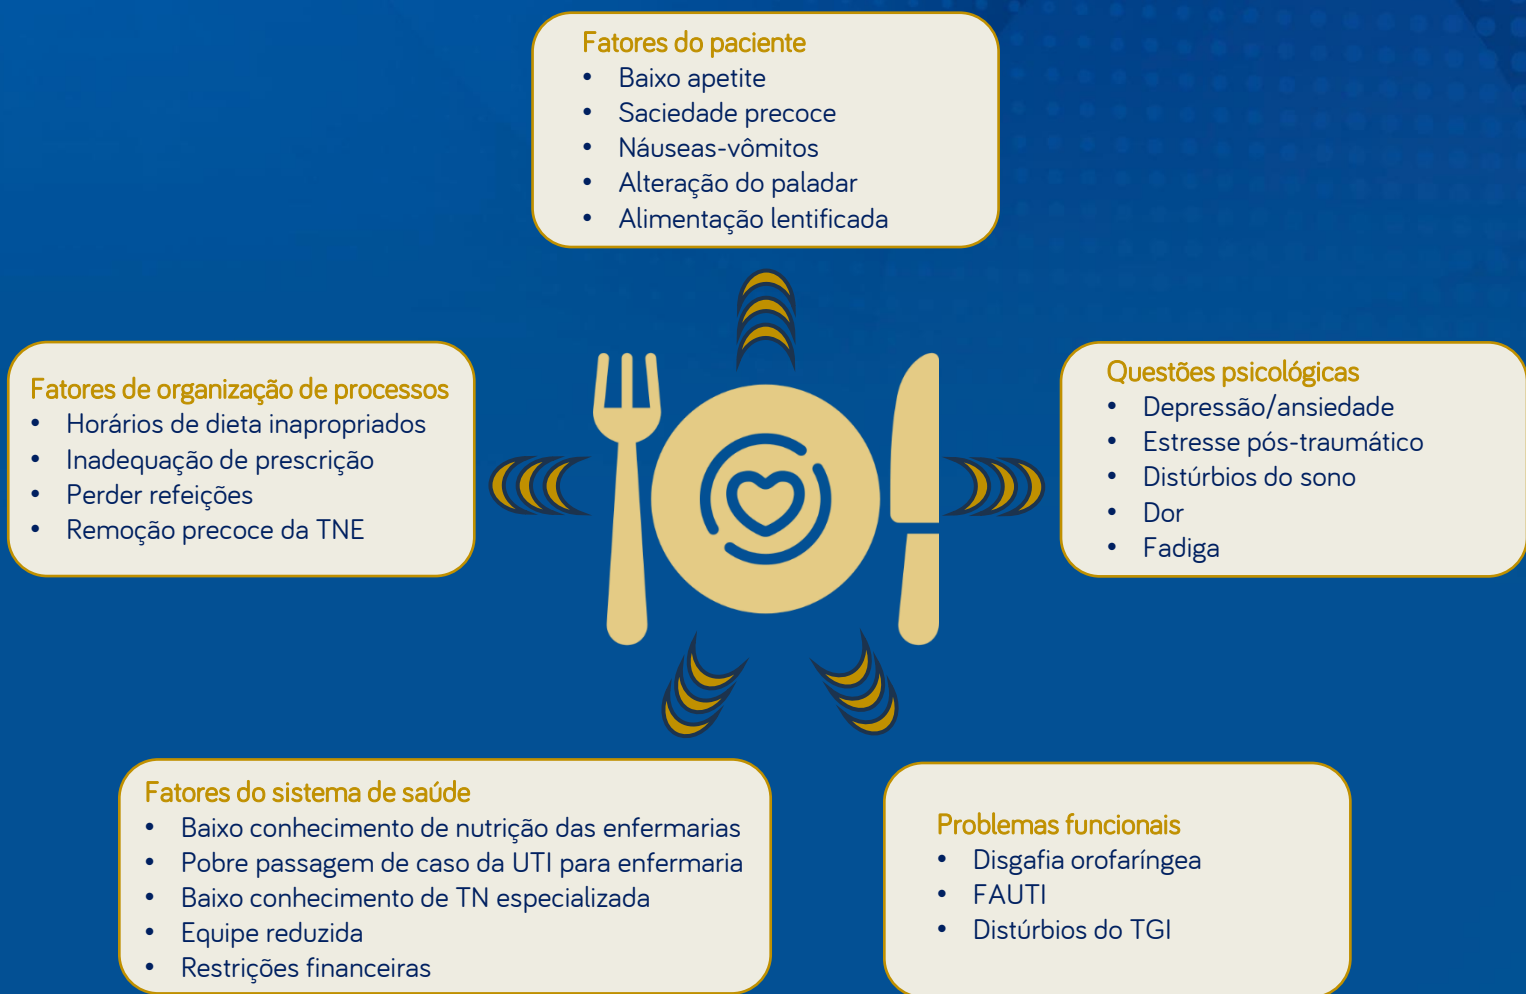 Fatores do paciente
• Baixo apetite
• Saciedade precoce
• Náuseas-vômitos
• Alteração do paladar
• Alimentação lentificada
Fatores de organização de processos
• Horários de dieta inapropriados
• Inadequação de prescrição
• Perder refeições
• Remoção precoce da TNE
Questões psicológicas
• Depressão/ansiedade
• Estresse pós-traumático
• Distúrbios do sono
• Dor
• Fadiga
Fatores do sistema de saúde
• Baixo conhecimento de nutrição das enfermarias
• Pobre passagem de caso da UTI para enfermaria
• Baixo conhecimento de TN especializada
• Equipe reduzida
• Restrições financeiras
Problemas funcionais
• Disgafia orofaríngea
• FAUTI
• Distúrbios do TGI